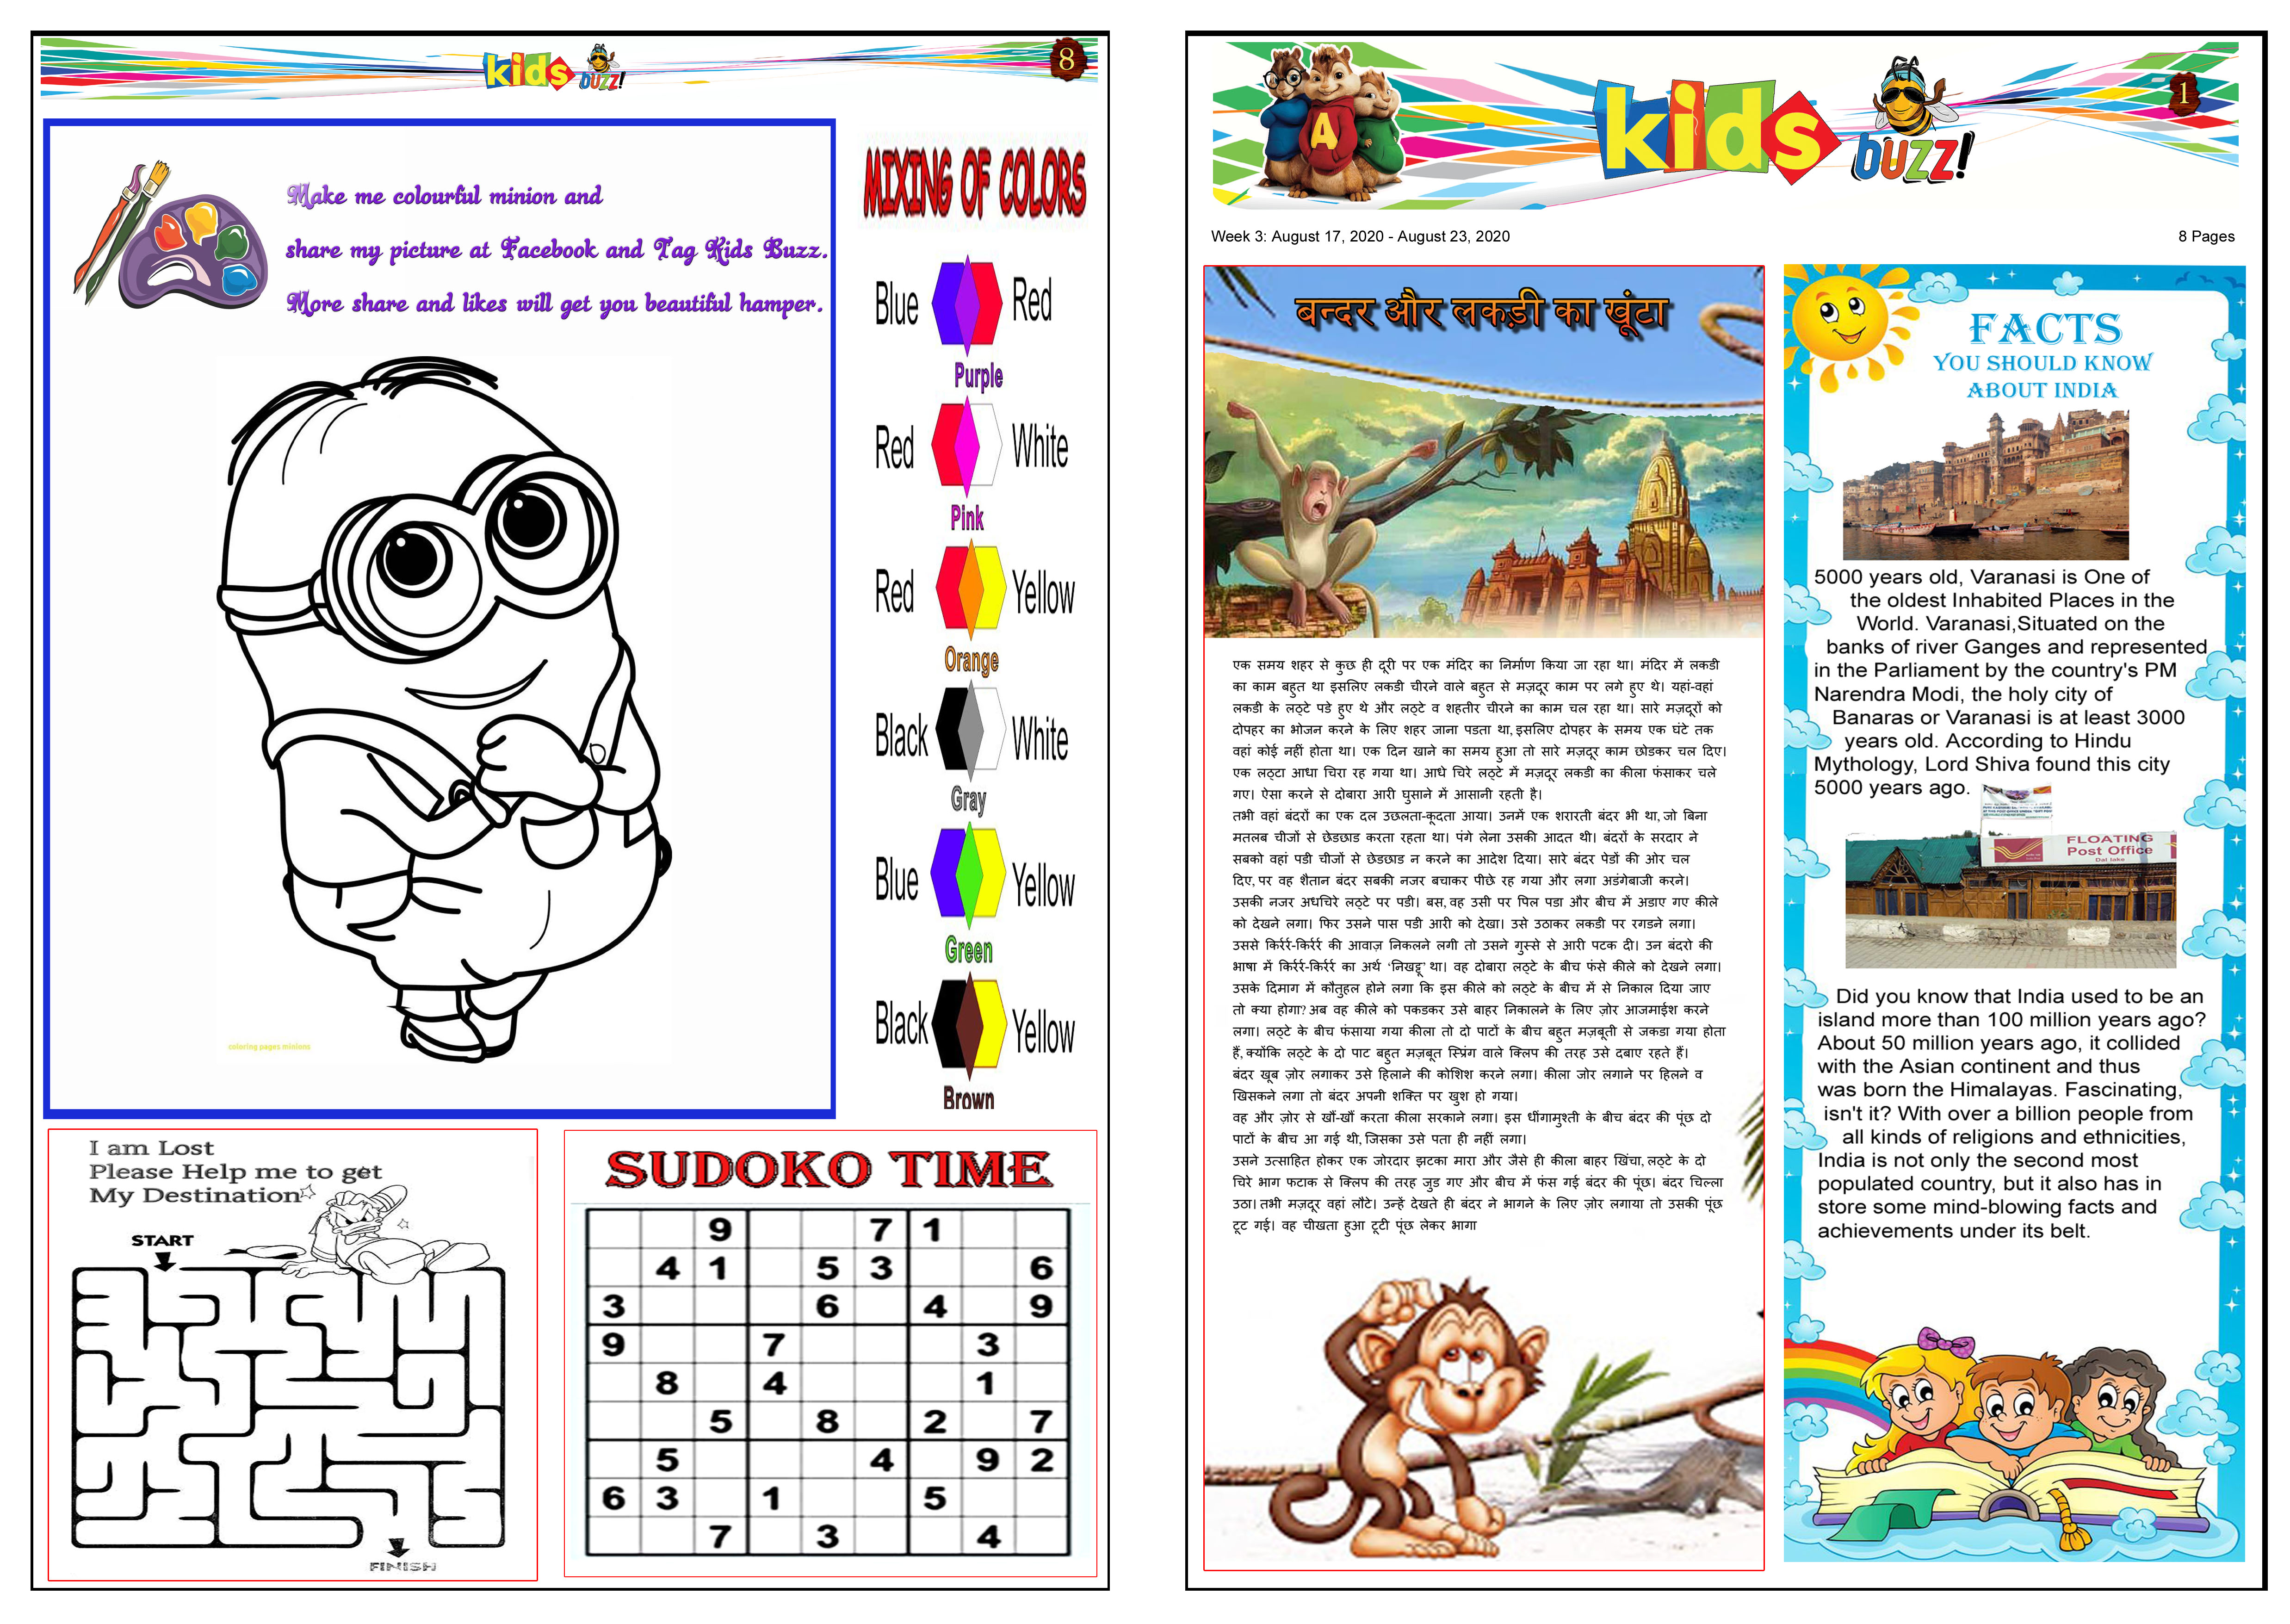 kids buzz!
8
Make me colourful minion and
share my picture at Facebook and Tag Kids Buzz.
More share and likes will get you beautiful hamper.
coloring pages minions
MIXING OF COLORS
Blue Red
Purple
Red White
Pink
Red Yellow
Orange
Black White
Gray
Blue Yellow
Green
Black Yellow
Brown
I am Lost
Please Help me to get
My Destination
START
FINISH
SUDOKO TIME
9 7 1
4 1 5 3 6
3 6 4 9
9 7 3
8 4 1
5 8 2 7
5 4 9 2
6 3 1 5
7 3 4
A
kids buzz!
1
Week 3: August 17, 2020 - August 23, 2020
8 Pages
बन्दर और लकड़ी का खूंटा
एक समय शहर से कुछ ही दूरी पर एक मंदिर का निर्माण किया जा रहा था। मंदिर में लकडी
का काम बहुत था इसलिए लकडी चीरने वाले बहुत से मज़दूर काम पर लगे हुए थे। यहां-वहां
लकडी के लठ्टे पडे हुए थे और लठ्टे व शहतीर चीरने का काम चल रहा था। सारे मज़दूरों को
दोपहर का भोजन करने के लिए शहर जाना पडता था, इसलिए दोपहर के समय एक घंटे तक
वहां कोई नहीं होता था। एक दिन खाने का समय हुआ तो सारे मज़दूर काम छोडकर चल दिए।
एक लठ्टा आधा चिरा रह गया था। आधे चिरे लठ्टे में मज़दूर लकडी का कीला फंसाकर चले
गए। ऐसा करने से दोबारा आरी घुसाने में आसानी रहती है।
तभी वहां बंदरों का एक दल उछलता-कूदता आया। उनमें एक शरारती बंदर भी था, जो बिना
मतलब चीजों से छेडछाड करता रहता था। पंगे लेना उसकी आदत थी। बंदरों के सरदार ने
सबको वहां पडी चीजों से छेडछाड न करने का आदेश दिया। सारे बंदर पेडों की ओर चल
दिए, पर वह शैतान बंदर सबकी नजर बचाकर पीछे रह गया और लगा अडंगेबाजी करने।
उसकी नजर अधचिरे लठ्टे पर पडी। बस, वह उसी पर पिल पडा और बीच में अडाए गए कीले
को देखने लगा। फिर उसने पास पडी आरी को देखा। उसे उठाकर लकडी पर रगडने लगा।
उससे किर्रर्र-किर्रर्र की आवाज़ निकलने लगी तो उसने गुस्से से आरी पटक दी। उन बंदरो की
भाषा में किर्रर्र-किर्रर्र का अर्थ ‘निखट्टू’ था। वह दोबारा लठ्टे के बीच फंसे कीले को देखने लगा।
उसके दिमाग में कौतुहल होने लगा कि इस कीले को लठ्टे के बीच में से निकाल दिया जाए
तो क्या होगा? अब वह कीले को पकडकर उसे बाहर निकालने के लिए ज़ोर आजमाईश करने
लगा। लठ्टे के बीच फंसाया गया कीला तो दो पाटों के बीच बहुत मज़बूती से जकडा गया होता
हैं, क्योंकि लठ्टे के दो पाट बहुत मज़बूत स्प्रिंग वाले क्लिप की तरह उसे दबाए रहते हैं।
बंदर खूब ज़ोर लगाकर उसे हिलाने की कोशिश करने लगा। कीला जोर लगाने पर हिलने व
खिसकने लगा तो बंदर अपनी शक्ति पर खुश हो गया।
वह और ज़ोर से खौं-खौं करता कीला सरकाने लगा। इस धींगामुश्ती के बीच बंदर की पूंछ दो
पाटों के बीच आ गई थी, जिसका उसे पता ही नहीं लगा।
उसने उत्साहित होकर एक जोरदार झटका मारा और जैसे ही कीला बाहर खिंचा, लठ्टे के दो
चिरे भाग फटाक से क्लिप की तरह जुड गए और बीच में फंस गई बंदर की पूंछ। बंदर चिल्ला
उठा। तभी मज़दूर वहां लौटे। उन्हें देखते ही बंदर ने भागने के लिए ज़ोर लगाया तो उसकी पूंछ
टूट गई। वह चीखता हुआ टूटी पूंछ लेकर भागा
FACTS
YOU SHOULD KNOW
ABOUT INDIA
5000 years old, Varanasi is One of
the oldest Inhabited Places in the
World. Varanasi,Situated on the
banks of river Ganges and represented
in the Parliament by the country's PM
Narendra Modi, the holy city of
Banaras or Varanasi is at least 3000
years old. According to Hindu
Mythology, Lord Shiva found this city
5000 years ago.
FLOATING
Post Office
Dal lake
Did you know that India used to be an
island more than 100 million years ago?
About 50 million years ago, it collided
with the Asian continent and thus
was born the Himalayas. Fascinating,
isn't it? With over a billion people from
all kinds of religions and ethnicities,
India is not only the second most
populated country, but it also has in
store some mind-blowing facts and
achievements under its belt.